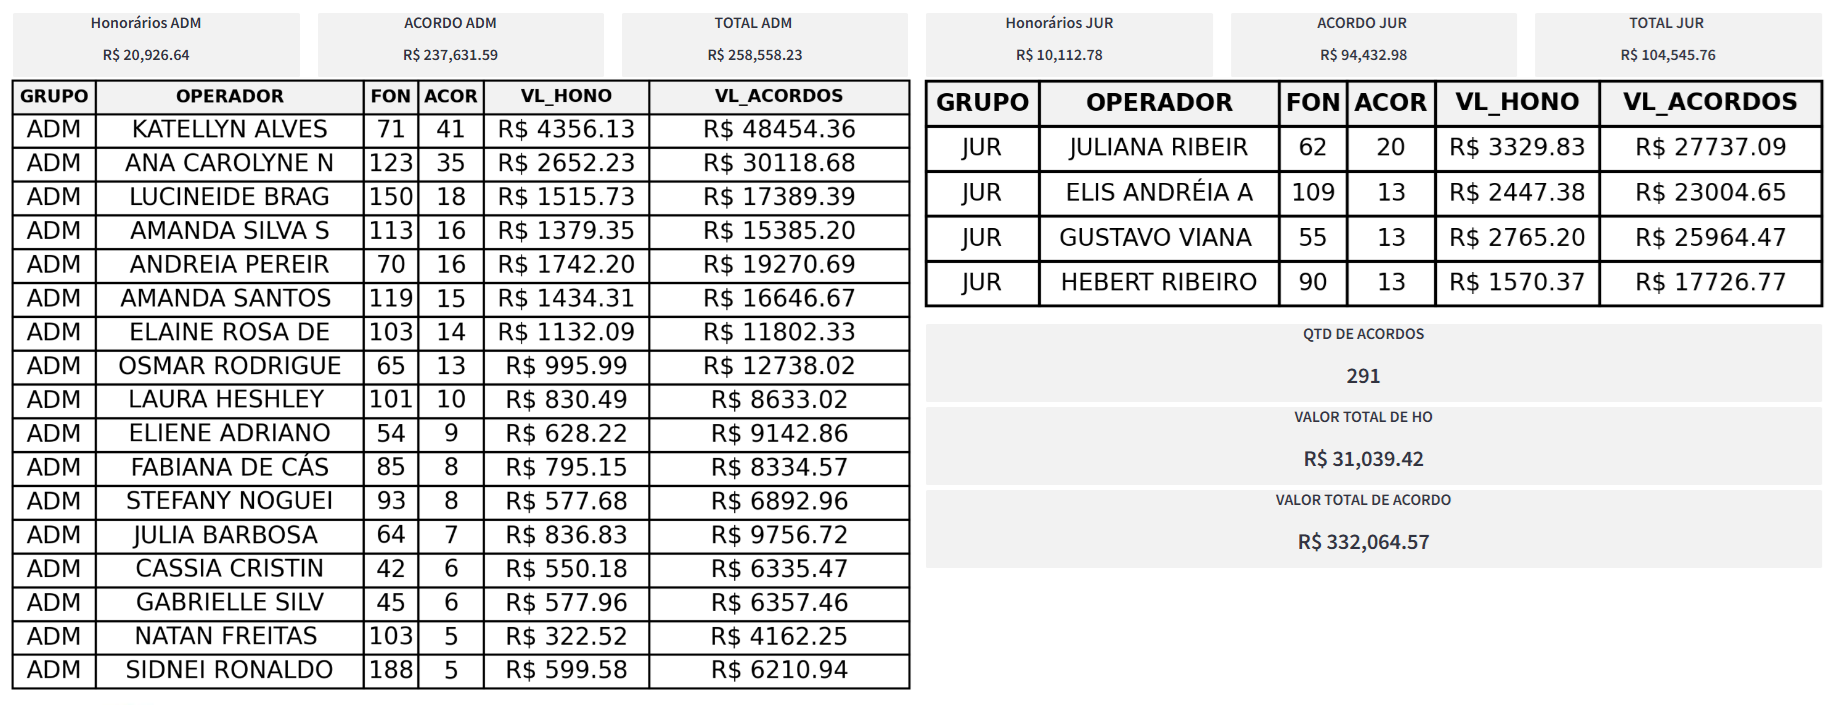 Honorários ADM
R$ 20,926.64
ACORDO ADM
R$ 237,631.59
TOTAL ADM
R$ 258,558.23
GRUPO OPERADOR FON ACOR VL_HONO VL_ACORDOS
ADM KATELLYN ALVES 71 41 R$ 4356.13 R$ 48454.36
ADM ANA CAROLYNE N 123 35 R$ 2652.23 R$ 30118.68
ADM LUCINEIDE BRAG 150 18 R$ 1515.73 R$ 17389.39
ADM AMANDA SILVA S 113 16 R$ 1379.35 R$ 15385.20
ADM ANDREIA PEREIR 70 16 R$ 1742.20 R$ 19270.69
ADM AMANDA SANTOS 119 15 R$ 1434.31 R$ 16646.67
ADM ELAINE ROSA DE 103 14 R$ 1132.09 R$ 11802.33
ADM OSMAR RODRIGUE 65 13 R$ 995.99 R$ 12738.02
ADM LAURA HESHLEY 101 10 R$ 830.49 R$ 8633.02
ADM ELIENE ADRIANO 54 9 R$ 628.22 R$ 9142.86
ADM FABIANA DE CÁS 85 8 R$ 795.15 R$ 8334.57
ADM STEFANY NOGUEI 93 8 R$ 577.68 R$ 6892.96
ADM JULIA BARBOSA 64 7 R$ 836.83 R$ 9756.72
ADM CASSIA CRISTIN 42 6 R$ 550.18 R$ 6335.47
ADM GABRIELLE SILV 45 6 R$ 577.96 R$ 6357.46
ADM NATAN FREITAS 103 5 R$ 322.52 R$ 4162.25
ADM SIDNEI RONALDO 188 5 R$ 599.58 R$ 6210.94
Honorários JUR
R$ 10,112.78
ACORDO JUR
R$ 94,432.98
TOTAL JUR
R$ 104,545.76
GRUPO OPERADOR FON ACOR VL_HONO VL_ACORDOS
JUR JULIANA RIBEIR 62 20 R$ 3329.83 R$ 27737.09
JUR ELIS ANDRÉIA A 109 13 R$ 2447.38 R$ 23004.65
JUR GUSTAVO VIANA 55 13 R$ 2765.20 R$ 25964.47
JUR HEBERT RIBEIRO 90 13 R$ 1570.37 R$ 17726.77
QTD DE ACORDOS
291
VALOR TOTAL DE HO
R$ 31,039.42
VALOR TOTAL DE ACORDO
R$ 332,064.57